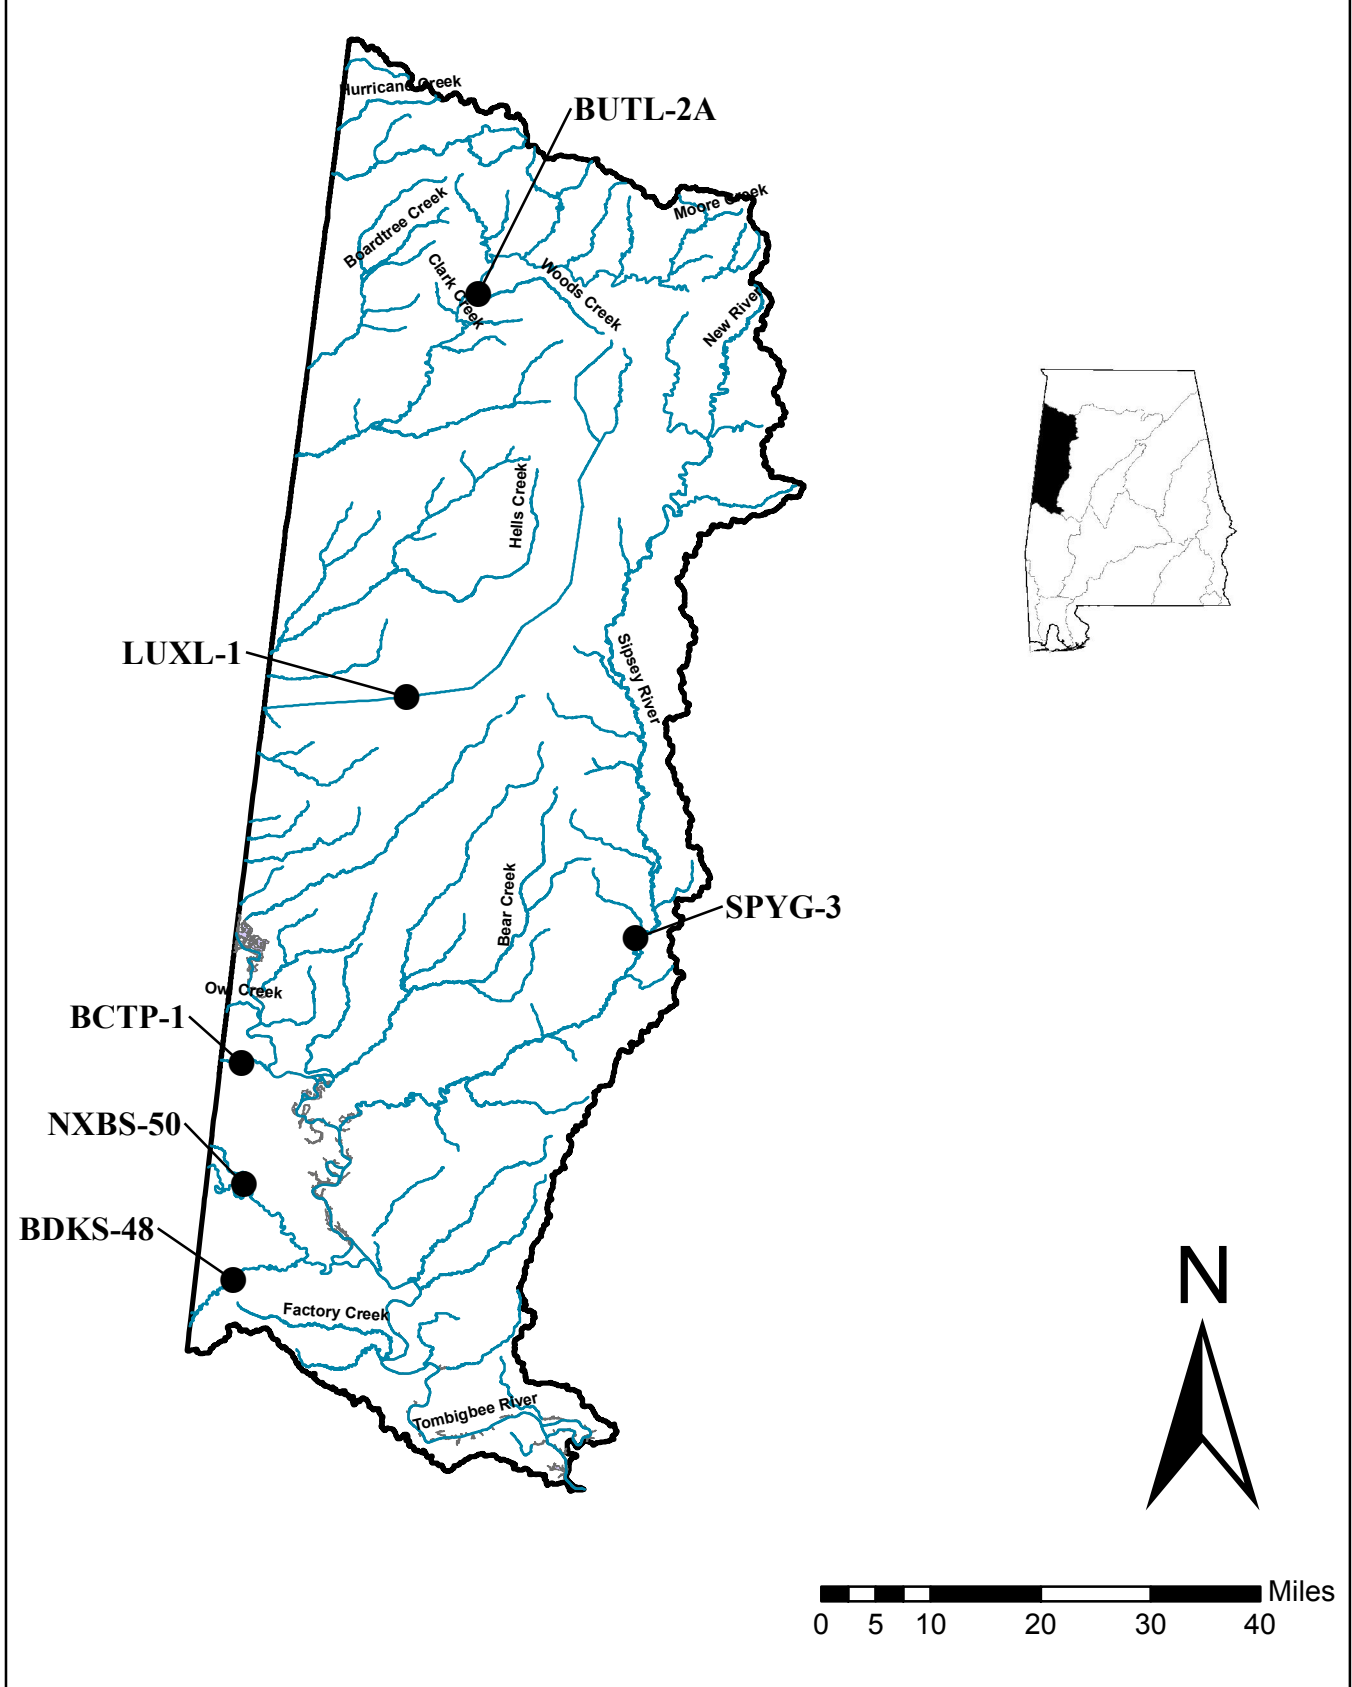 Hurricane Creek
BUTL-2A
Moore Creek
Boardtree Creek
Clark Creek
Woods Creek
New River
Hells Creek
LUXL-1
Sipsey River
Bear Creek
SPYG-3
Owl Creek
BCTP-1
NXBS-50
BDKS-48
Factory Creek
Tombigbee River
N
Miles
0 5 10 20 30 40